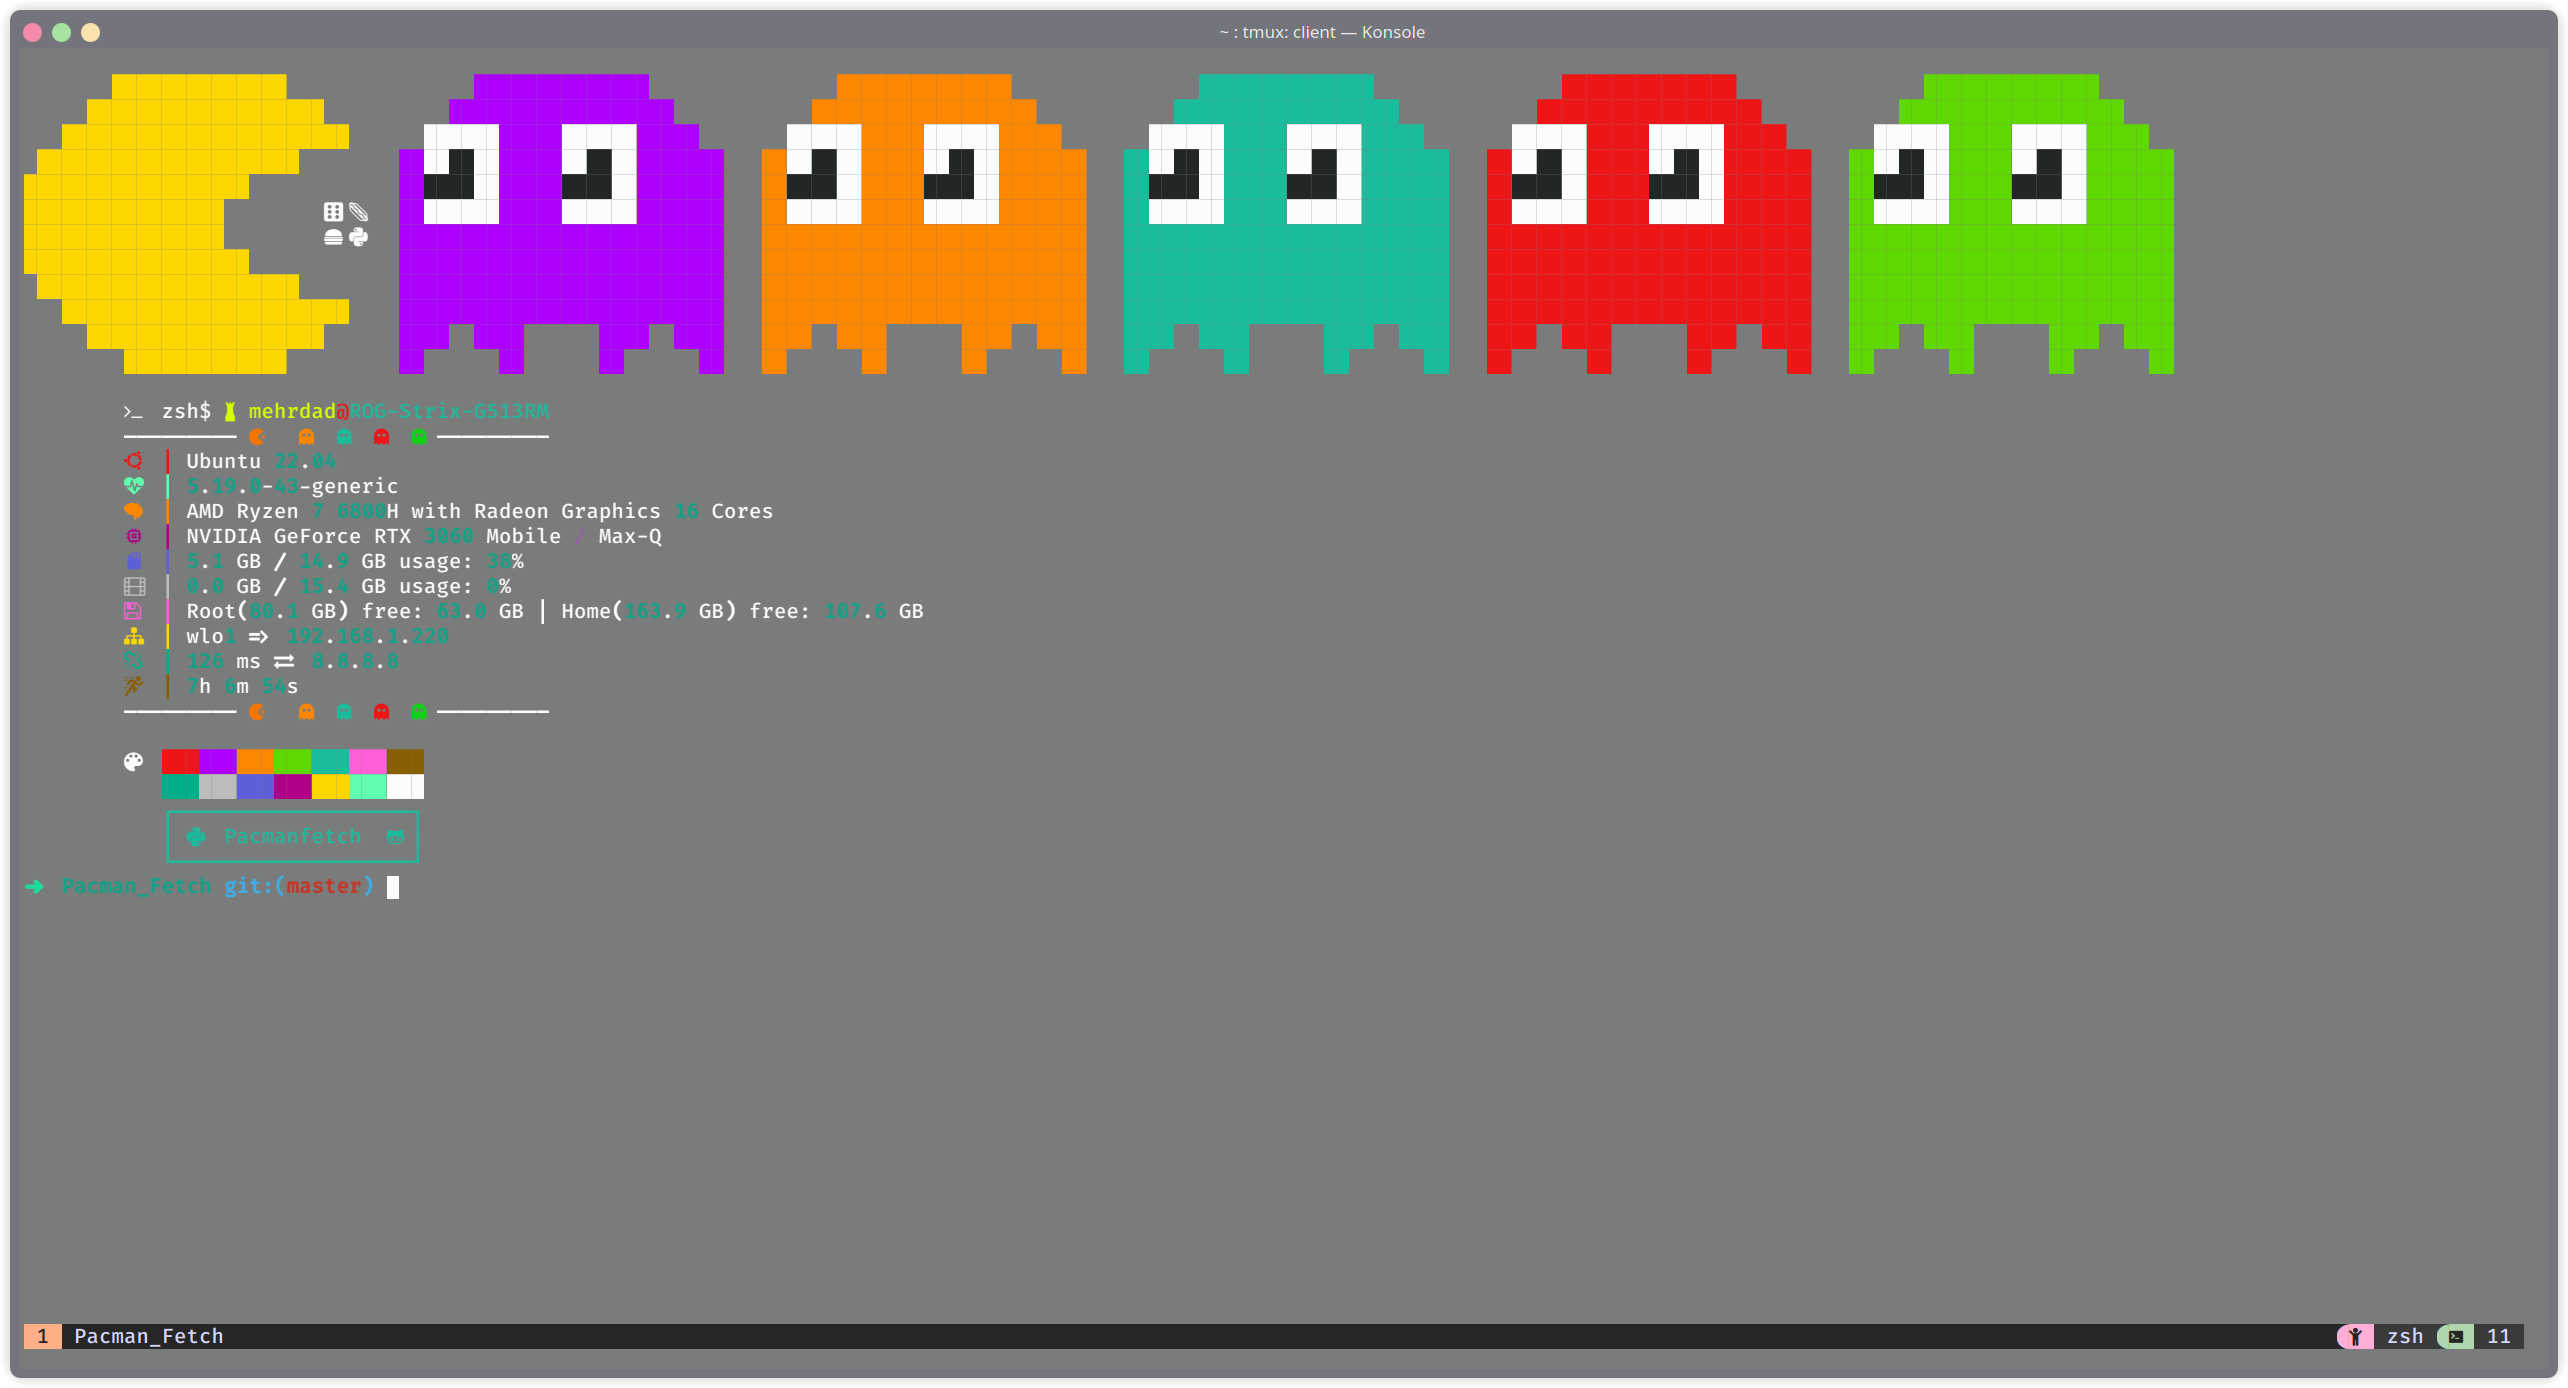 ~ : tmux: client — Konsole
>_ zsh$ mehrdad@ROG-Strix-G513RM
Ubuntu 22.04
5.19.0-43-generic
AMD Ryzen 7 6800H with Radeon Graphics 16 Cores
NVIDIA GeForce RTX 3060 Mobile / Max-Q
5.1 GB / 14.9 GB usage: 38%
0.0 GB / 15.4 GB usage: 0%
Root(80.1 GB) free: 63.0 GB | Home(163.9 GB) free: 107.6 GB
wlo1 => 192.168.1.220
126 ms ⇄ 8.8.8.8
7h 6m 54s
Pacmanfetch
➜ Pacman_Fetch git:(master)
1 Pacman_Fetch zsh 11